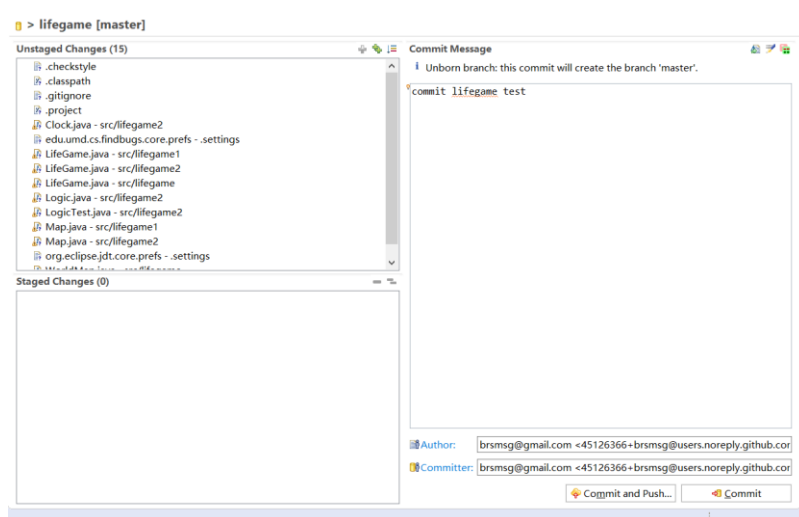 > lifegame [master]
Unstaged Changes (15)
.checkstyle
.classpath
.gitignore
.project
Clock.java - src/lifegame2
edu.umd.cs.findbugs.core.prefs - .settings
LifeGame.java - src/lifegame1
LifeGame.java - src/lifegame2
LifeGame.java - src/lifegame
Logic.java - src/lifegame2
LogicTest.java - src/lifegame2
Map.java - src/lifegame1
Map.java - src/lifegame2
org.eclipse.jdt.core.prefs - .settings
Staged Changes (0)
Commit Message
Unborn branch: this commit will create the branch 'master'.
commit lifegame test
Author: brsmsg@gmail.com <45126366+brsmsg@users.noreply.github.cor
Committer: brsmsg@gmail.com <45126366+brsmsg@users.noreply.github.cor
Commit and Push...
Commit